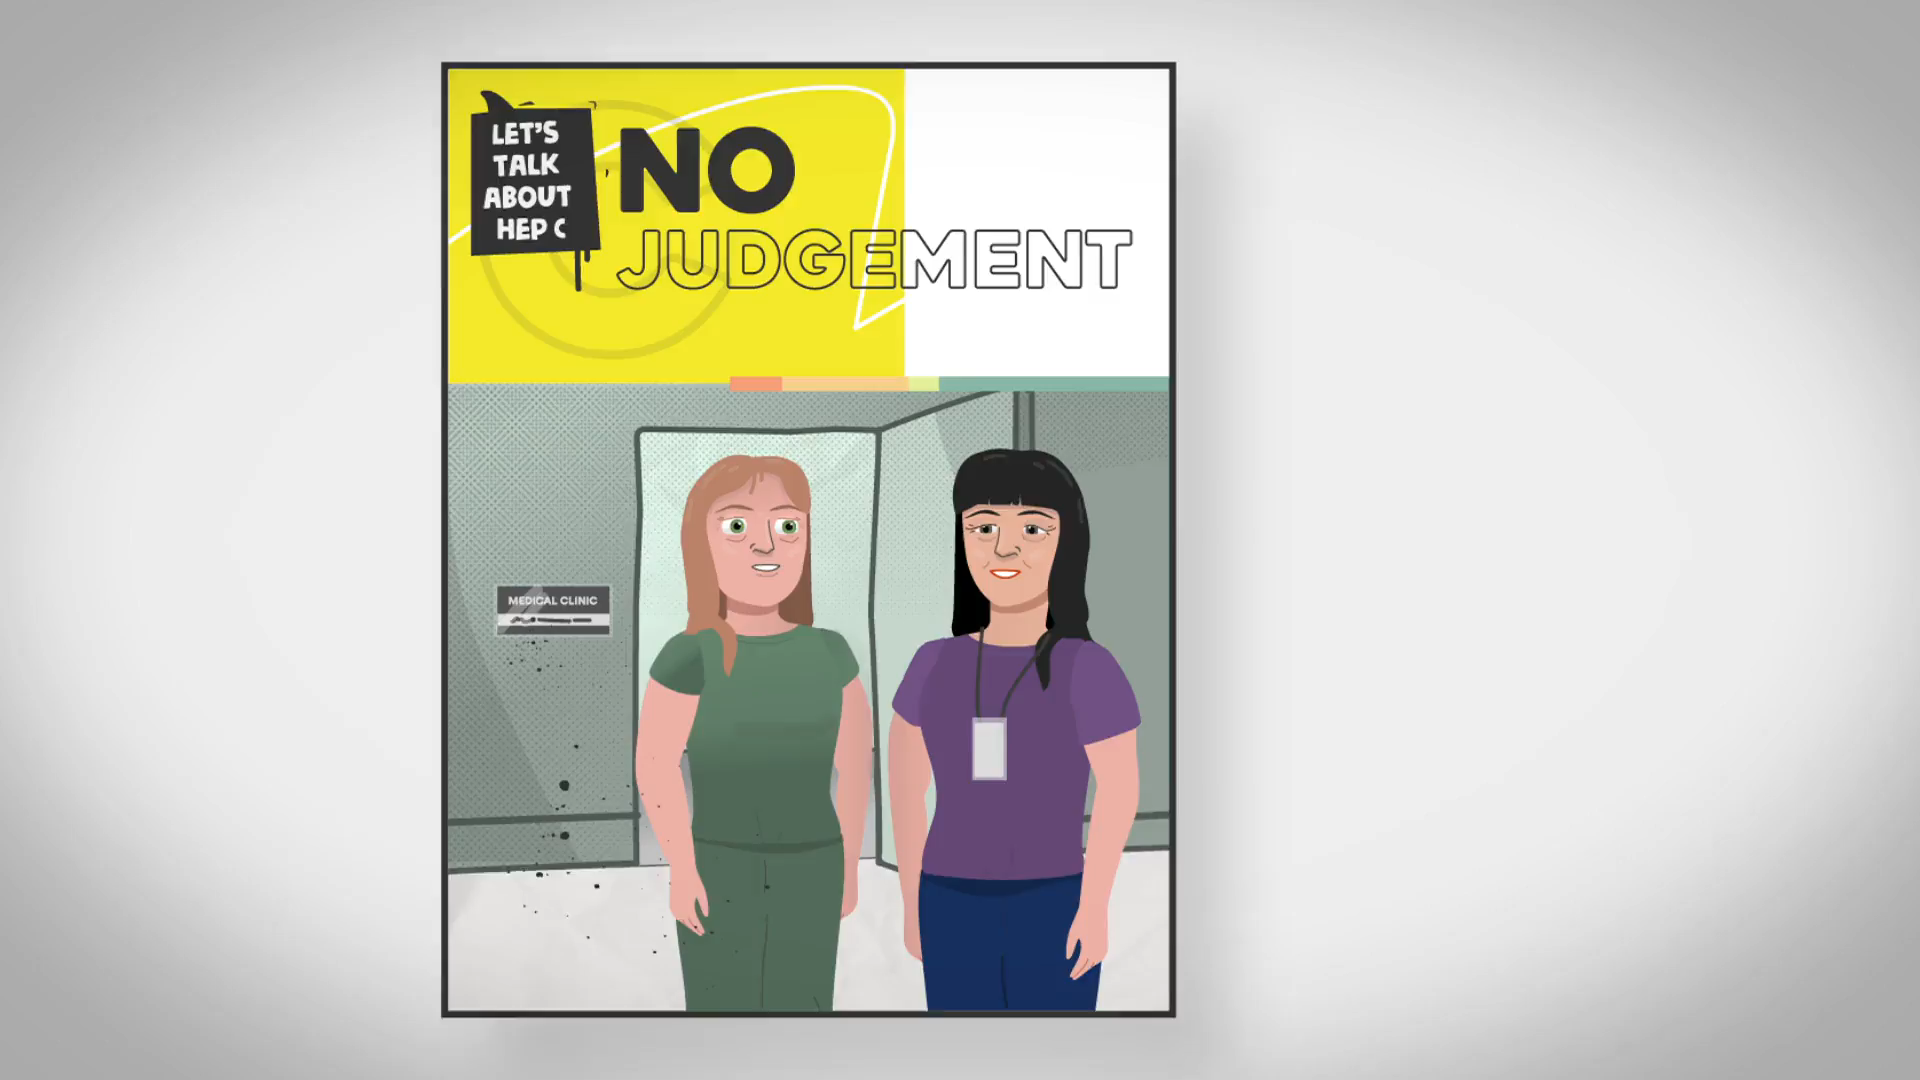 LET'S
TALK
ABOUT
HEP C
NO
JUDGEMENT
MEDICAL CLINIC